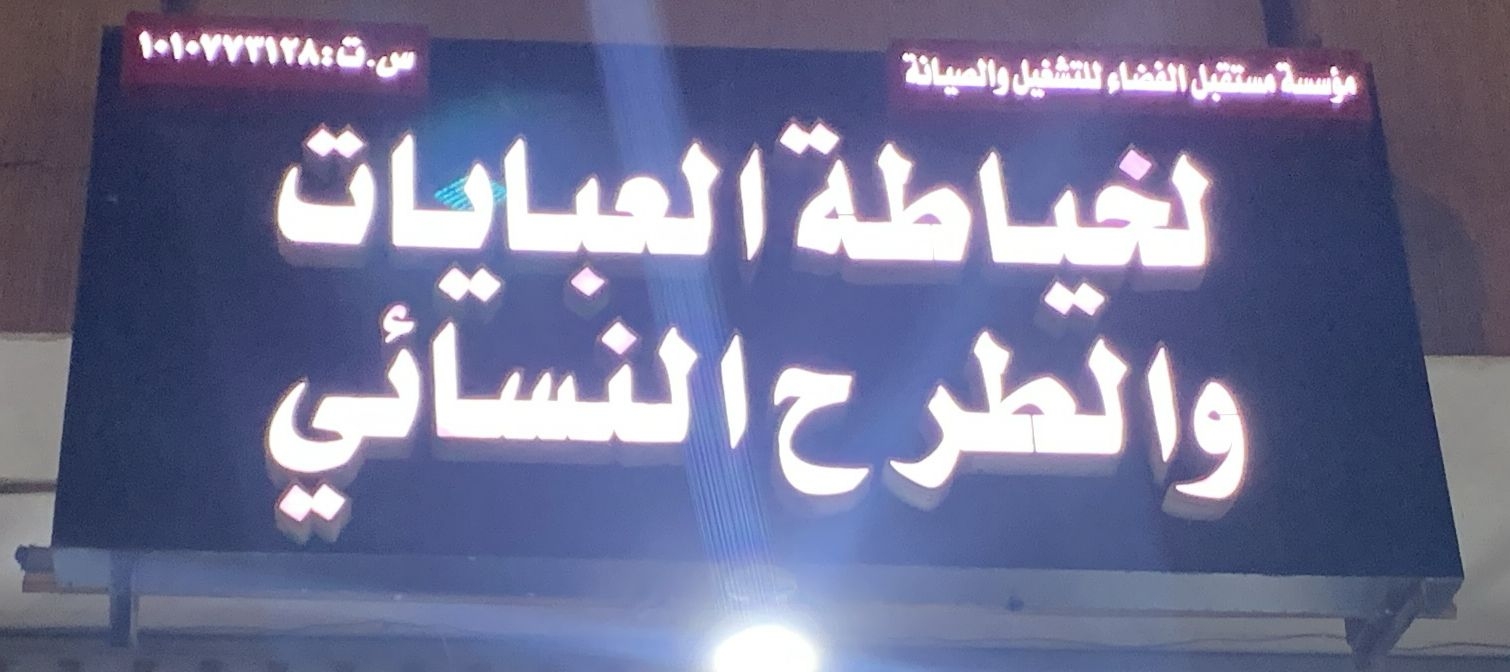 مؤسسة مستقبل الفضاء للتشغيل والصيانة
س.ت:١٠١٠٧٧٣١٢٨
لخياطة العبايات
والطرح النسائي